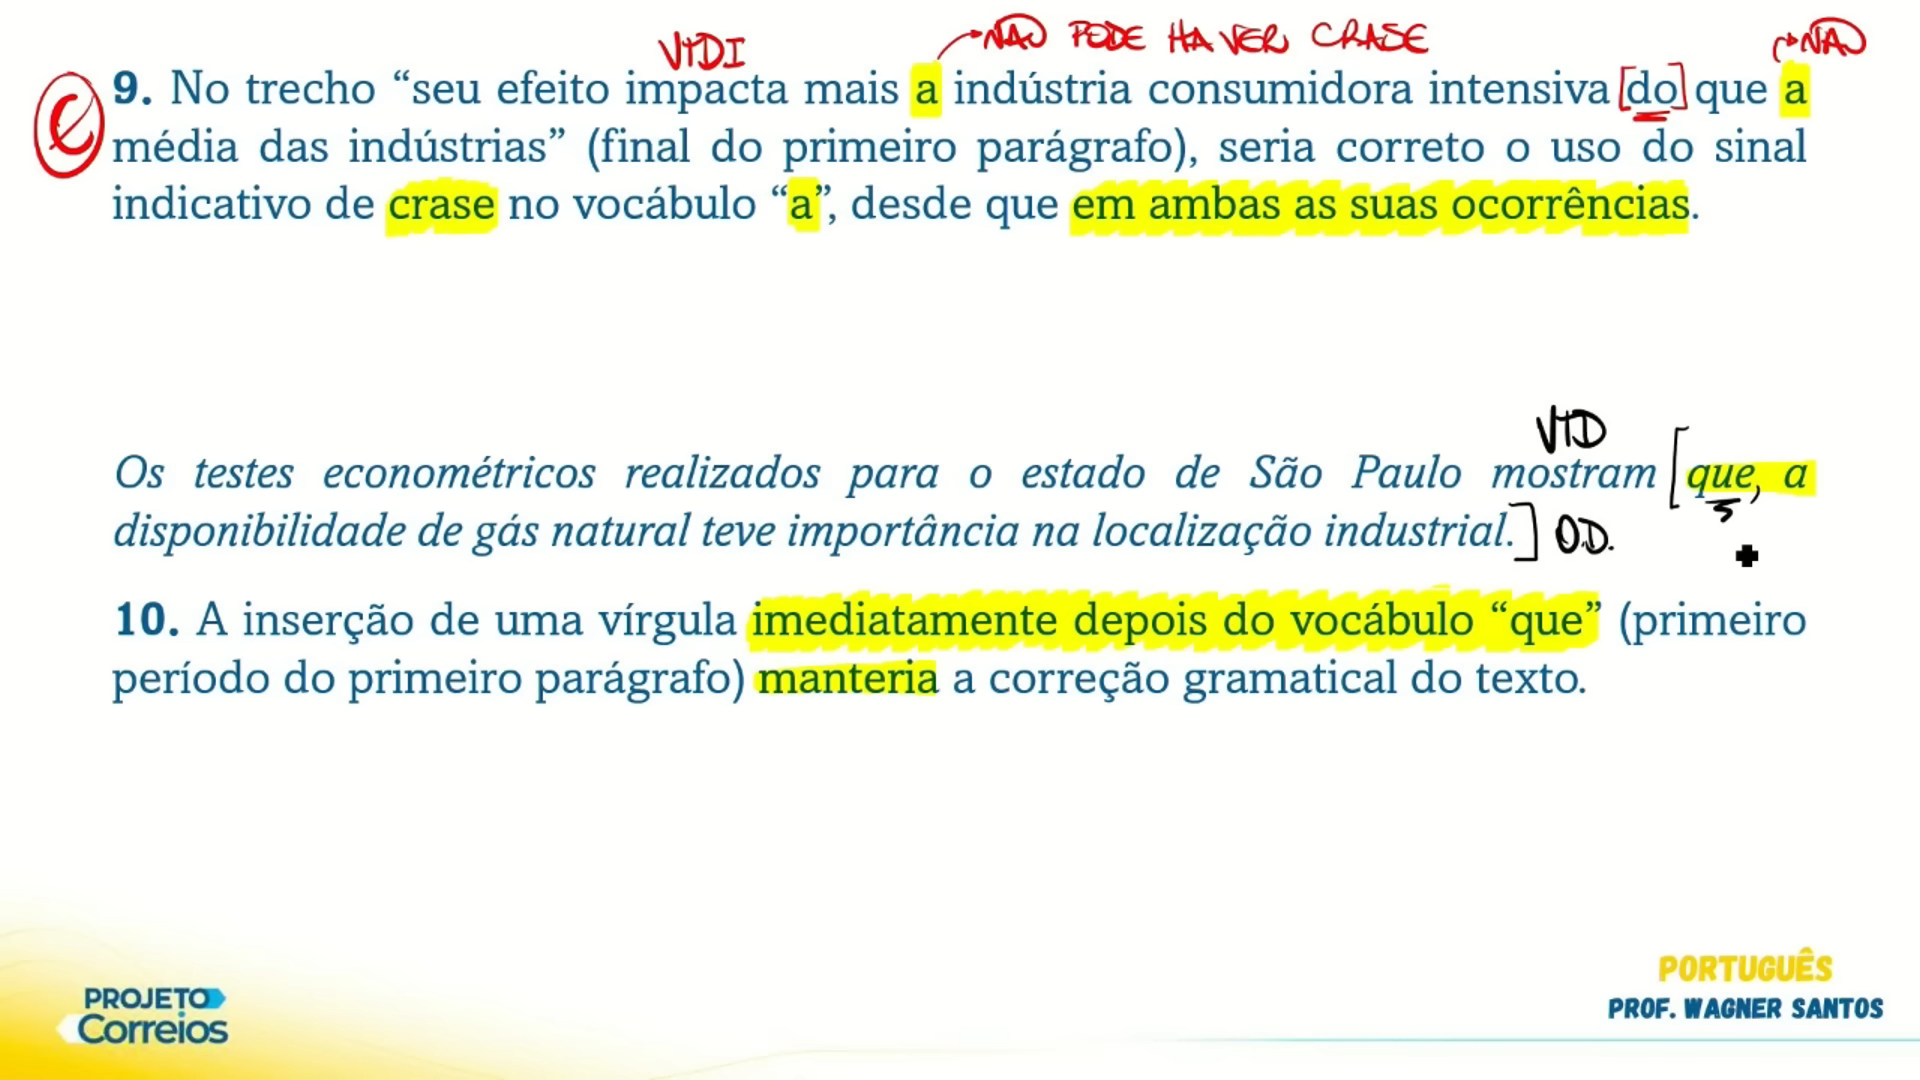 VTDI NÃO PODE HAVER CRASE NÃO
9. No trecho “seu efeito impacta mais a indústria consumidora intensiva [do] que a
média das indústrias” (final do primeiro parágrafo), seria correto o uso do sinal
indicativo de crase no vocábulo “a”, desde que em ambas as suas ocorrências.
VTD
Os testes econométricos realizados para o estado de São Paulo mostram [que, a
disponibilidade de gás natural teve importância na localização industrial.] O.D.
10. A inserção de uma vírgula imediatamente depois do vocábulo “que” (primeiro
período do primeiro parágrafo) manteria a correção gramatical do texto.
PROJETO
Correios
PORTUGUÊS
PROF. WAGNER SANTOS